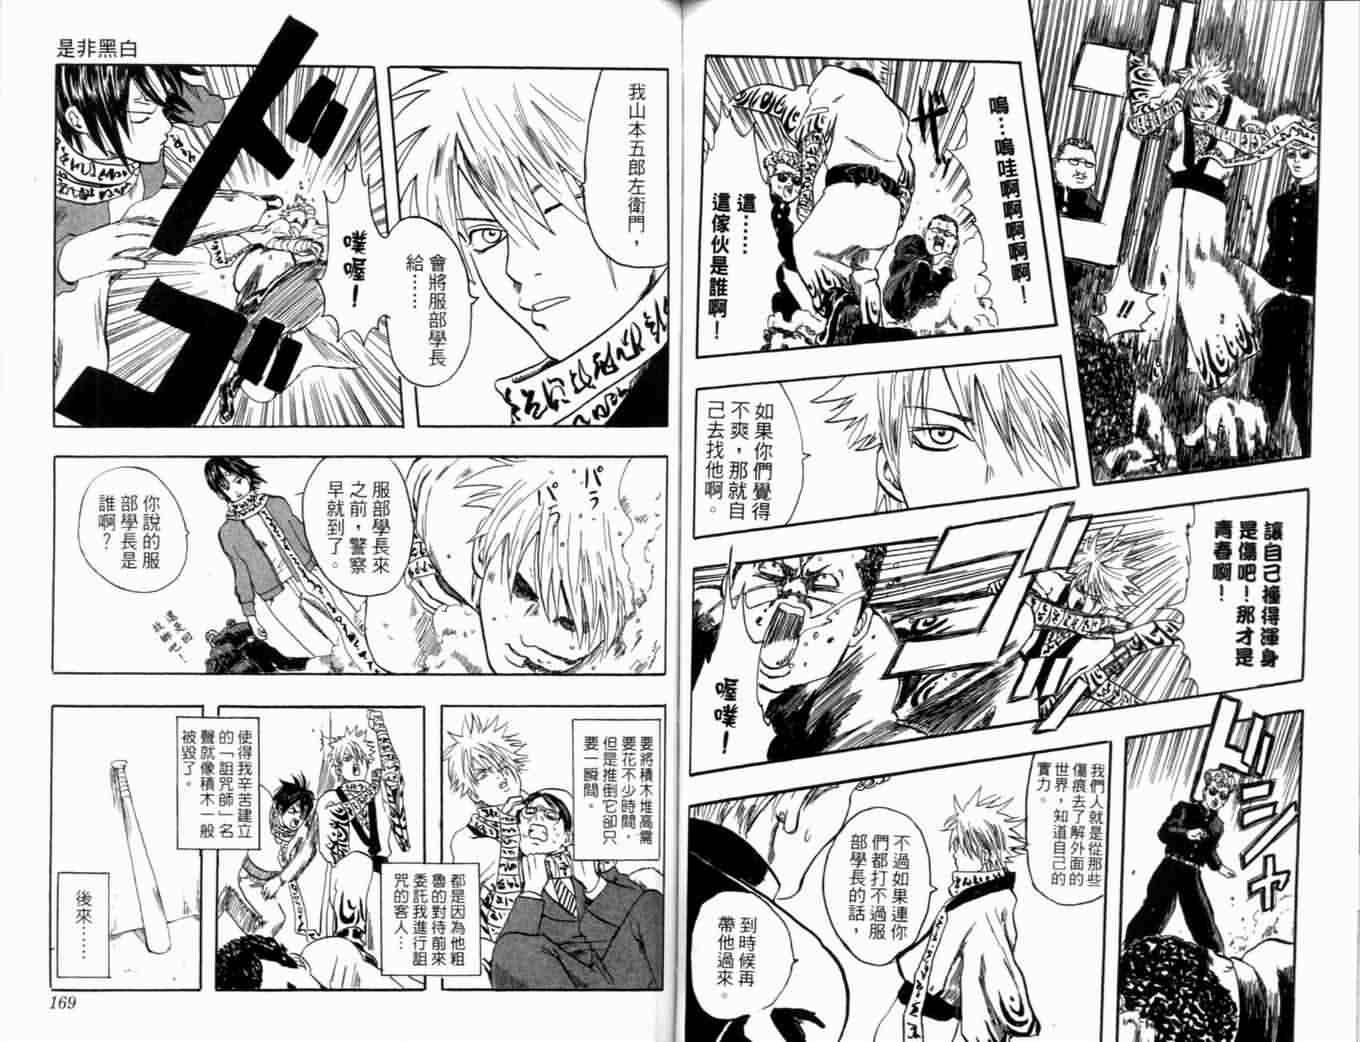 嗚…嗚哇啊啊啊啊啊！
這……
這傢伙是誰啊！
如果你們覺得
不爽，那就自
己去找他啊。
讓自己撞得渾身
是傷吧！那才是
青春啊！
喔噗！
我們人就是從那些
傷痕去了解外面的
世界，知道自己的
實力。
不過如果連你
們都打不過服
部學長的話，
到時候再
帶他過來。
是非黑白
我山本五郎左衛門，
會將服部學長
給……
噗喔！
ドゴ
パラ
パラ
服部學長來
之前，警察
早就到了。
你說的服
部學長是
誰啊？
要將積木堆高需
要花不少時間，
但是推倒它卻只
要一瞬間。
都是因為他粗
魯的對待前來
委託我進行詛
咒的客人…
使得我辛苦建立
的「詛咒師」名
聲就像積木一般
被毀了。
後來……
169